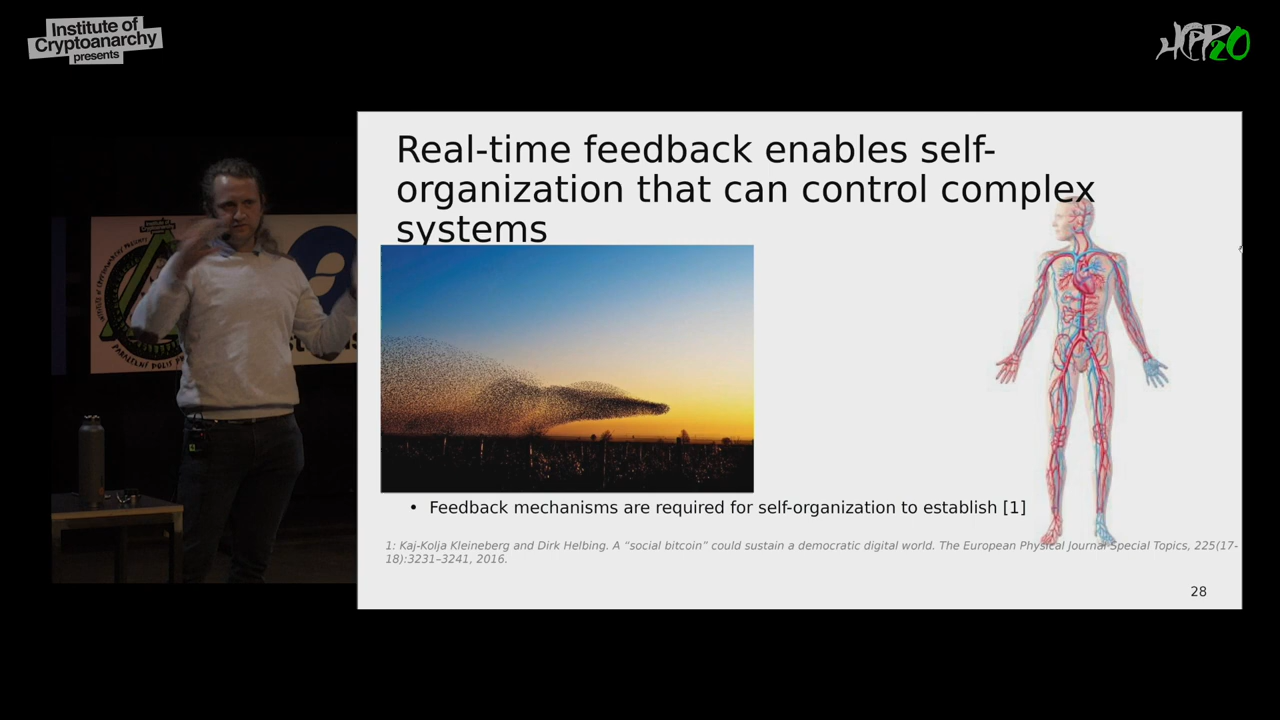 Institute of
Cryptoanarchy
presents
HCPP20
Real-time feedback enables self-
organization that can control complex
systems
• Feedback mechanisms are required for self-organization to establish [1]
1: Kaj-Kolja Kleineberg and Dirk Helbing. A “social bitcoin” could sustain a democratic digital world. The European Physical Journal Special Topics, 225(17-
18):3231–3241, 2016.
28